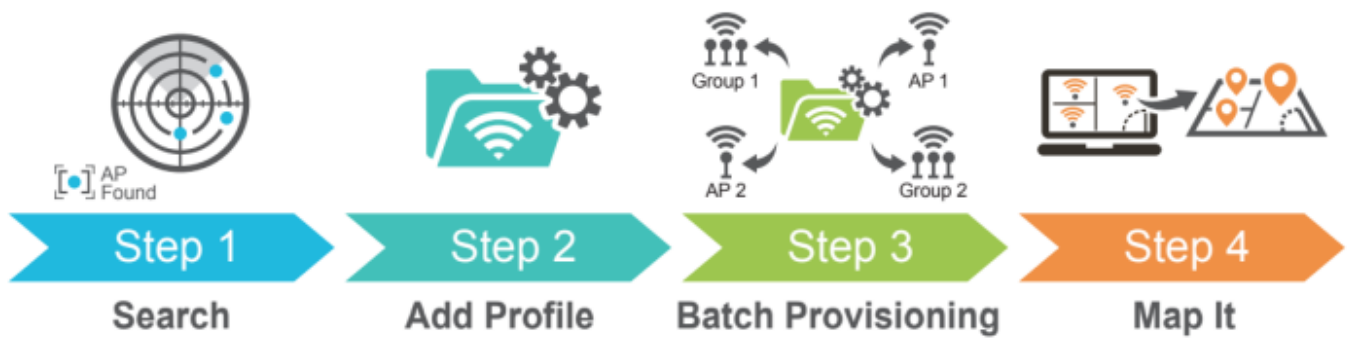 AP
Found
Group 1
AP 1
AP 2
Group 2
Step 1
Step 2
Step 3
Step 4
Search
Add Profile
Batch Provisioning
Map It